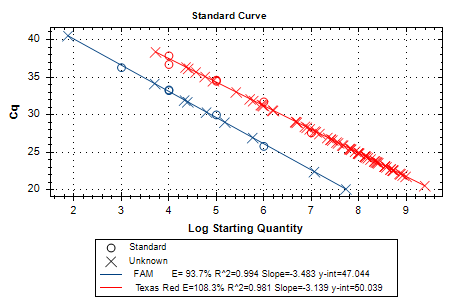 Standard Curve
40
35
30
25
20
Cq
2 3 4 5 6 7 8 9
Log Starting Quantity
Standard
Unknown
FAM E= 93.7% R^2=0.994 Slope=-3.483 y-int=47.044
Texas Red E=108.3% R^2=0.981 Slope=-3.139 y-int=50.039